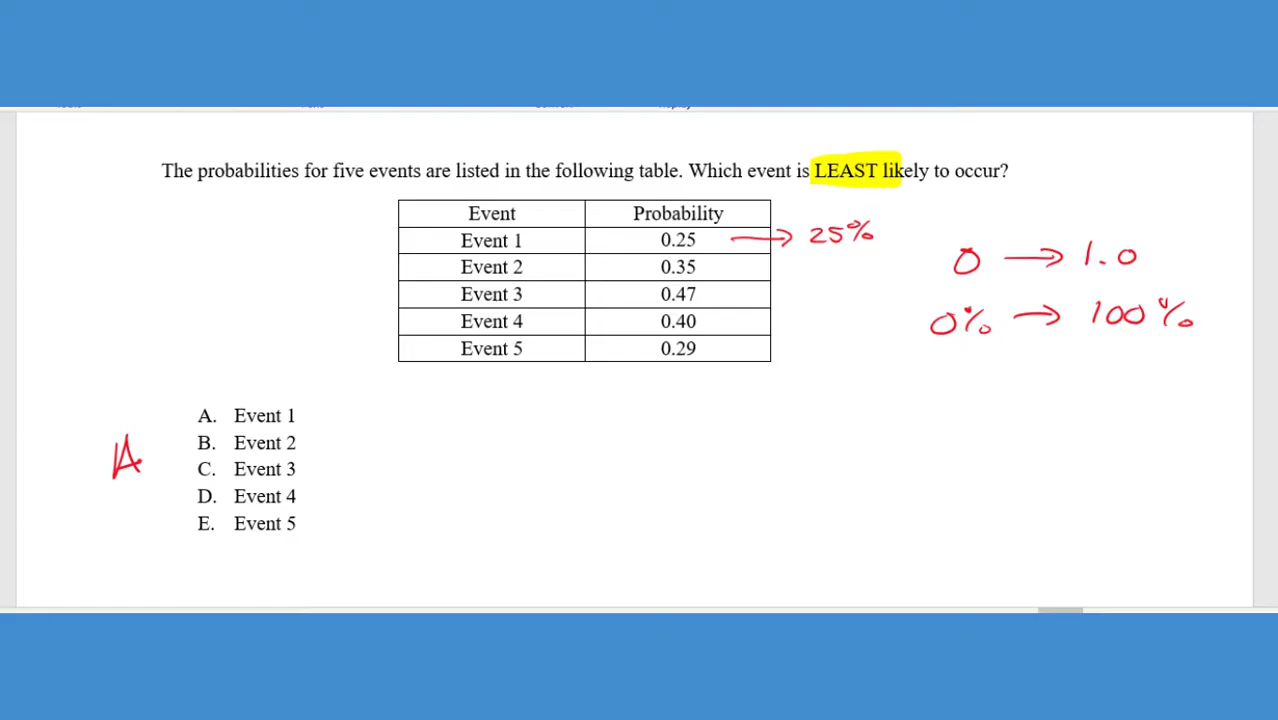 The probabilities for five events are listed in the following table. Which event is LEAST likely to occur?
Event Probability
Event 1 0.25 → 25%
Event 2 0.35
Event 3 0.47
Event 4 0.40
Event 5 0.29
0 → 1.0
0% → 100%
A. Event 1
B. Event 2
C. Event 3
D. Event 4
E. Event 5
A